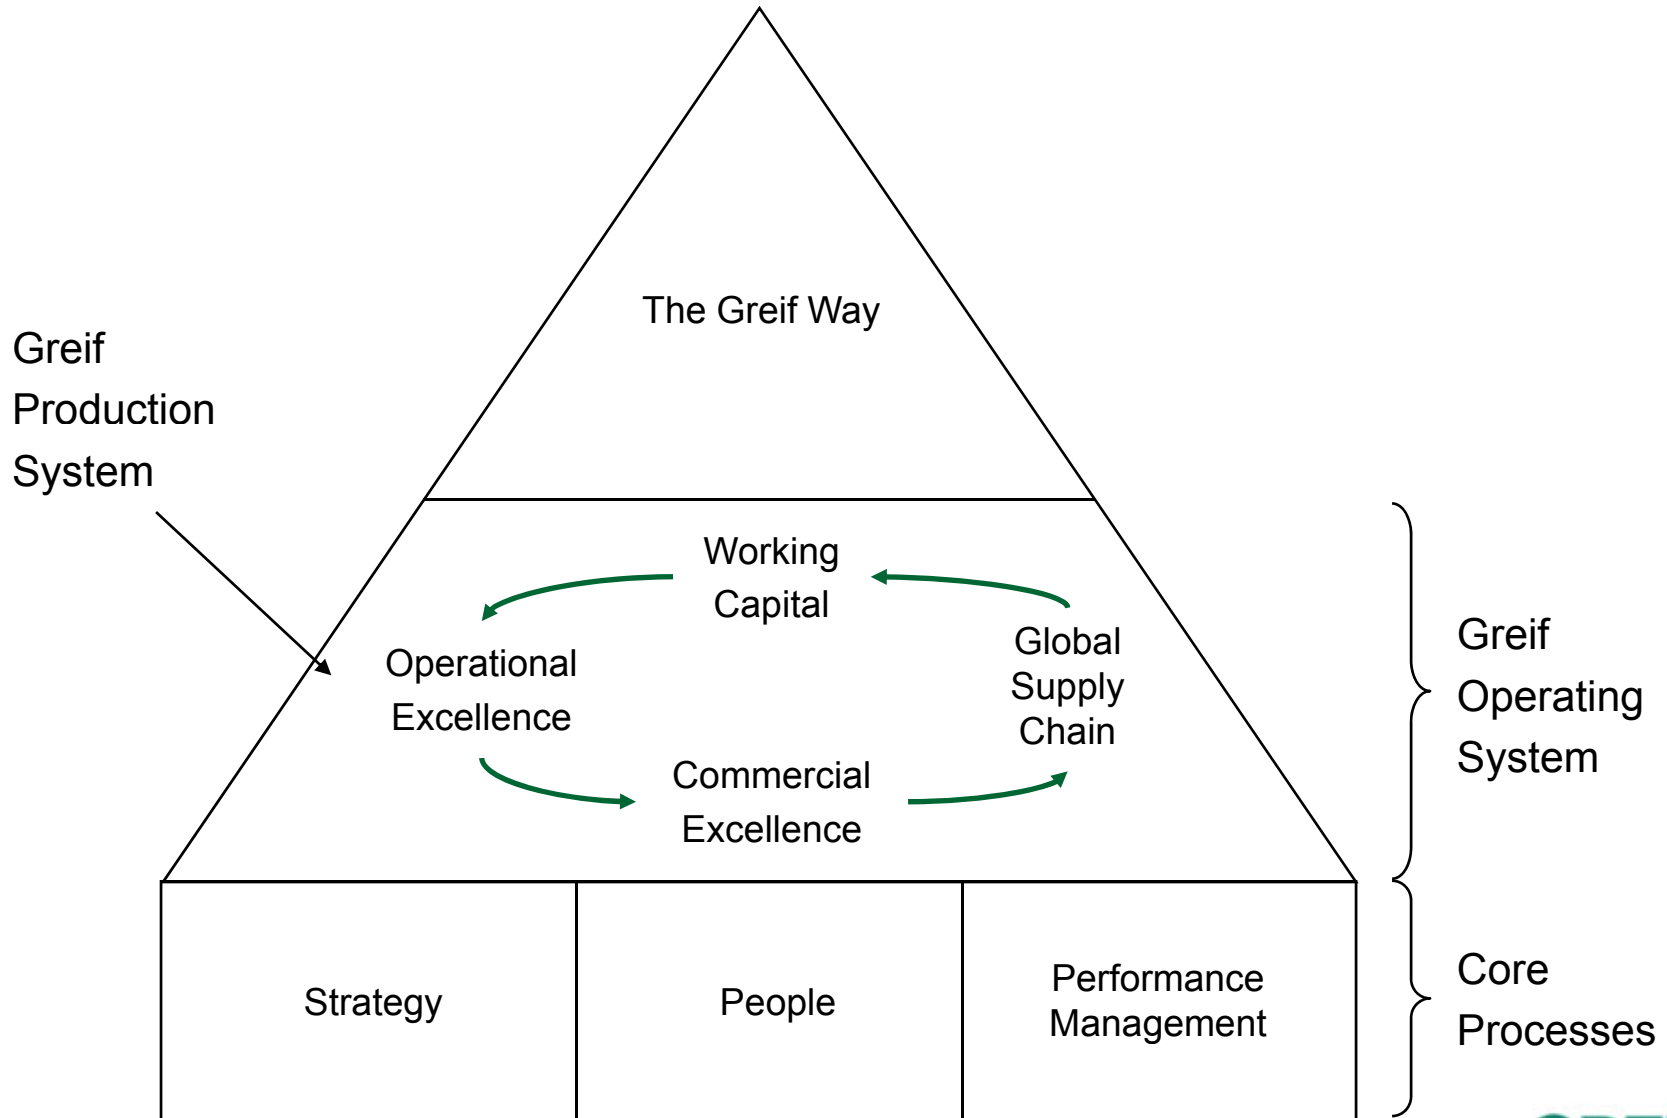 The Greif Way
Greif
Production
System
Working
Capital
Operational
Excellence
Global
Supply
Chain
Commercial
Excellence
Greif
Operating
System
Strategy
People
Performance
Management
Core
Processes